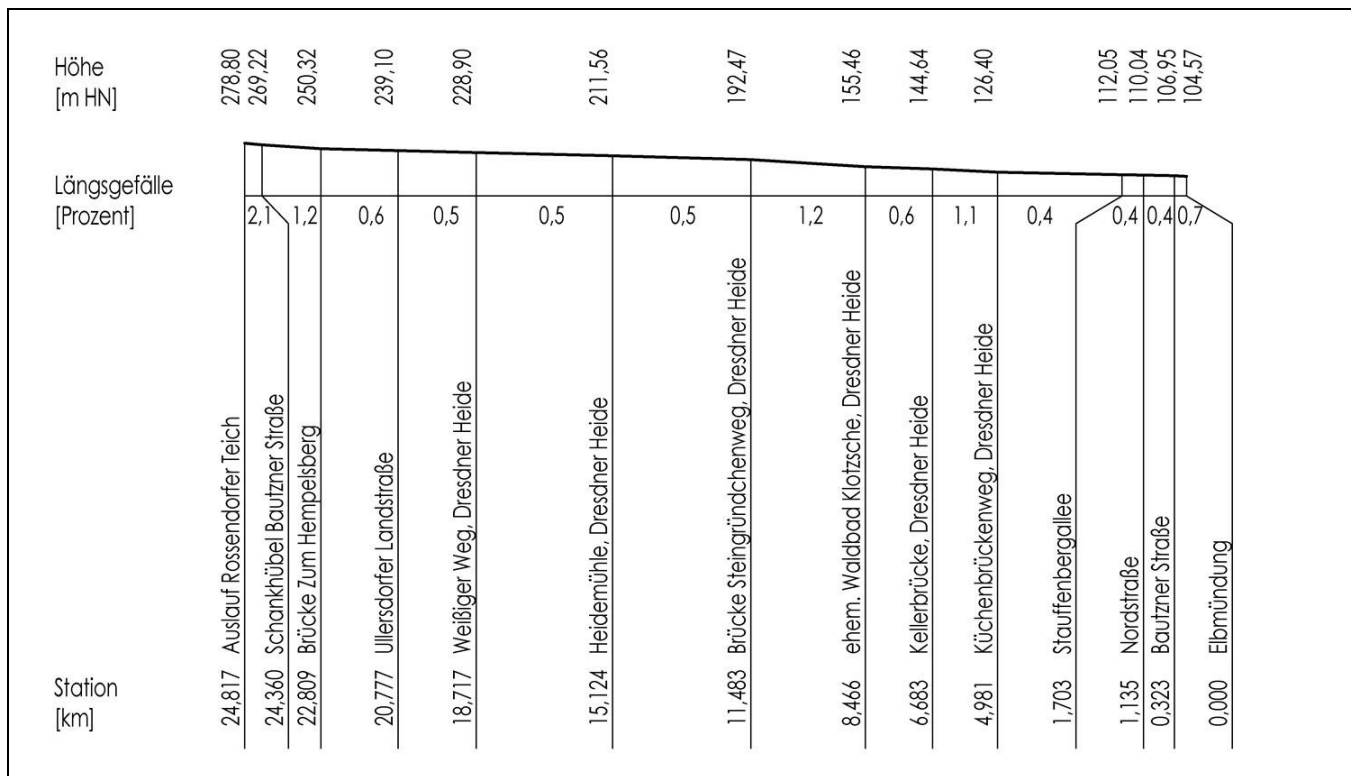 Höhe
[m HN]
278,80
269,22
250,32
239,10
228,90
211,56
192,47
155,46
144,64
126,40
112,05
110,04
106,95
104,57
Längsgefälle
[Prozent]
2,1
1,2
0,6
0,5
0,5
0,5
1,2
0,6
1,1
0,4
0,4
0,4
0,7
Station
[km]
24,817 Auslauf Rossendorfer Teich
24,360 Schankhübel Bautzner Straße
22,809 Brücke Zum Hempelsberg
20,777 Ullersdorfer Landstraße
18,717 Weißiger Weg, Dresdner Heide
15,124 Heidemühle, Dresdner Heide
11,483 Brücke Steingründchenweg, Dresdner Heide
8,466 ehem. Waldbad Klotzsche, Dresdner Heide
6,683 Kellerbrücke, Dresdner Heide
4,981 Küchenbrückenweg, Dresdner Heide
1,703 Stauffenbergallee
1,135 Nordstraße
0,323 Bautzner Straße
0,000 Elbmündung